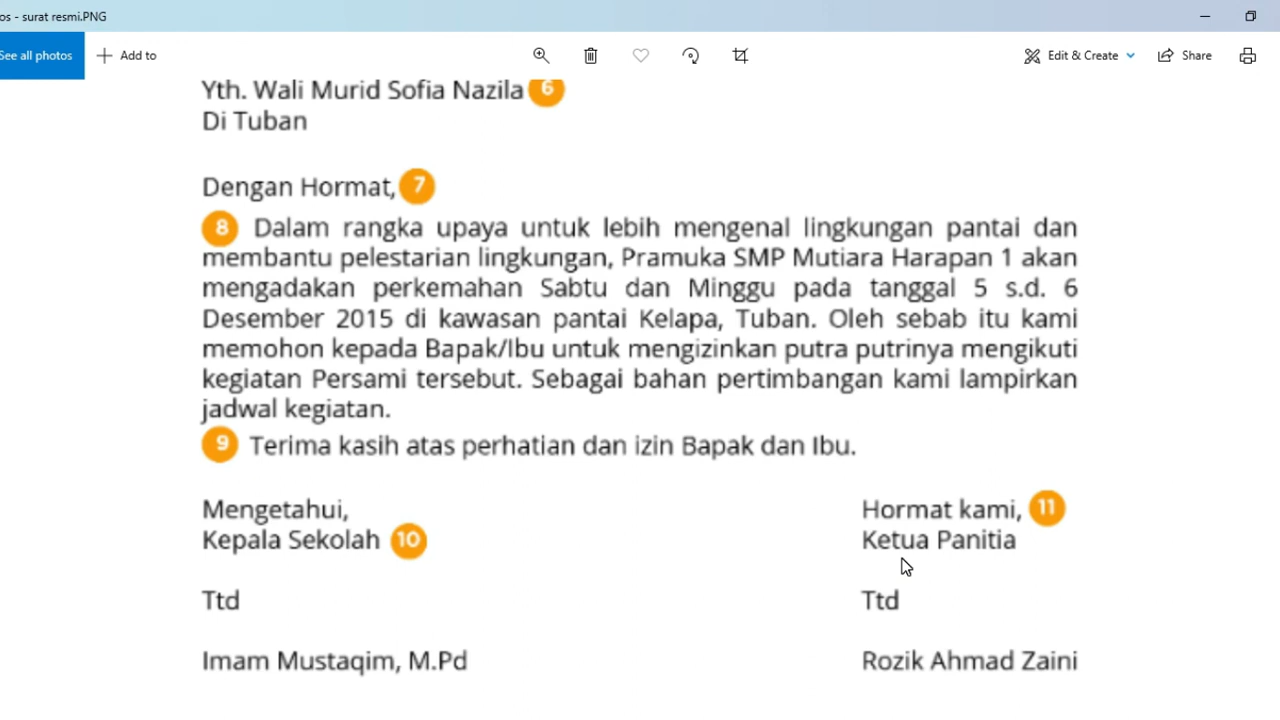 os - surat resmi.PNG
See all photos
Add to
Edit & Create
Share
Yth. Wali Murid Sofia Nazila 6
Di Tuban
Dengan Hormat, 7
8 Dalam rangka upaya untuk lebih mengenal lingkungan pantai dan
membantu pelestarian lingkungan, Pramuka SMP Mutiara Harapan 1 akan
mengadakan perkemahan Sabtu dan Minggu pada tanggal 5 s.d. 6
Desember 2015 di kawasan pantai Kelapa, Tuban. Oleh sebab itu kami
memohon kepada Bapak/Ibu untuk mengizinkan putra putrinya mengikuti
kegiatan Persami tersebut. Sebagai bahan pertimbangan kami lampirkan
jadwal kegiatan.
9 Terima kasih atas perhatian dan izin Bapak dan Ibu.
Mengetahui,
Kepala Sekolah 10
Ttd
Imam Mustaqim, M.Pd
Hormat kami, 11
Ketua Panitia
Ttd
Rozik Ahmad Zaini